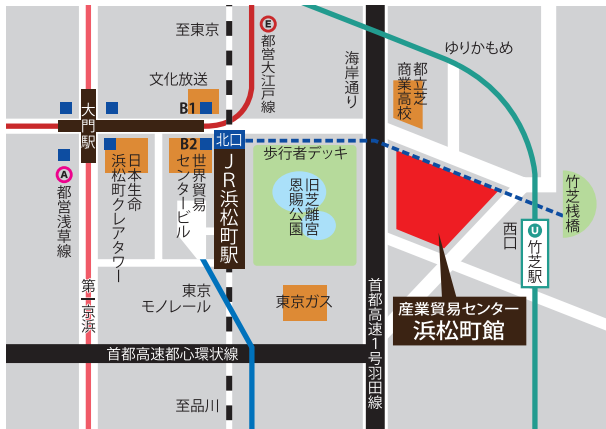 至東京
E
都営大江戸線
ゆりかもめ
海岸通り
都立芝
商業高校
文化放送
B1
大門駅
北口
B2
歩行者デッキ
JR浜松町駅
世界貿易
センタービル
日本生命
浜松町クレアタワー
A
都営浅草線
旧芝離宮
恩賜公園
竹芝桟橋
西口
U
竹芝駅
第一京浜
東京
モノレール
東京ガス
首都高速1号羽田線
産業貿易センター
浜松町館
首都高速都心環状線
至品川